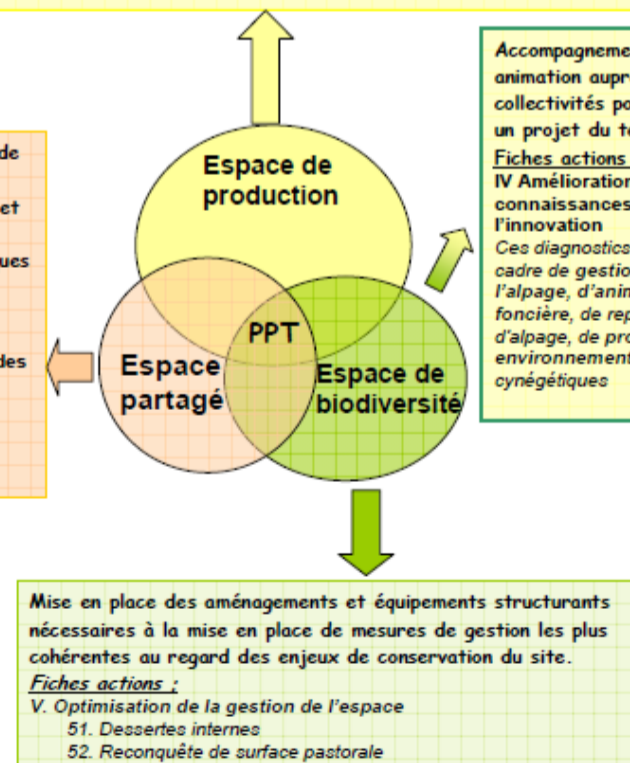 Espace de
production
PPT
Espace
partagé
Espace de
biodiversité
de
et
des
Accompagneme
animation aupr
collectivités po
un projet du t
Fiches actions
IV Amélioration
connaissances
l'innovation
Ces diagnostics
cadre de gestion
l'alpage, d'anim
foncière, de rep
d'alpage, de pro
environnement
cynégétiques
Mise en place des aménagements et équipements structurants
nécessaires à la mise en place de mesures de gestion les plus
cohérentes au regard des enjeux de conservation du site.
Fiches actions :
V. Optimisation de la gestion de l'espace
51. Dessertes internes
52. Reconquête de surface pastorale